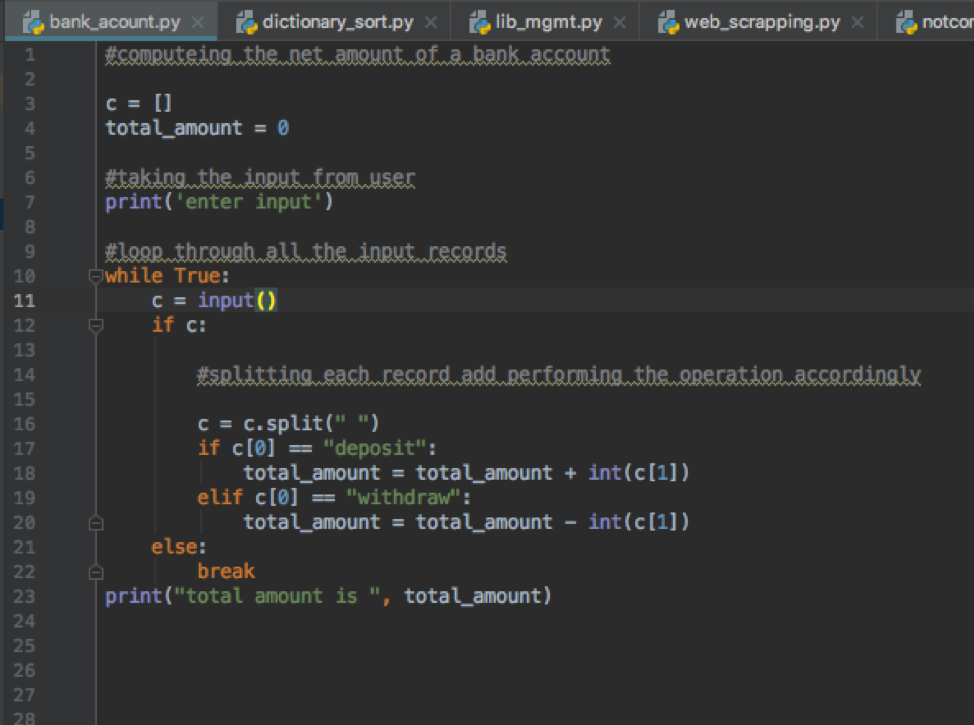 bank_acount.py dictionary_sort.py lib_mgmt.py web_scrapping.py notcor
1 #computeing the net amount of a bank account
2
3 c = []
4 total_amount = 0
5
6 #taking the input from user
7 print('enter input')
8
9 #loop through all the input records
10 while True:
11     c = input()
12     if c:
13
14         #splitting each record add performing the operation accordingly
15
16         c = c.split(" ")
17         if c[0] == "deposit":
18             total_amount = total_amount + int(c[1])
19         elif c[0] == "withdraw":
20             total_amount = total_amount - int(c[1])
21     else:
22         break
23 print("total amount is ", total_amount)
24
25
26
27
28